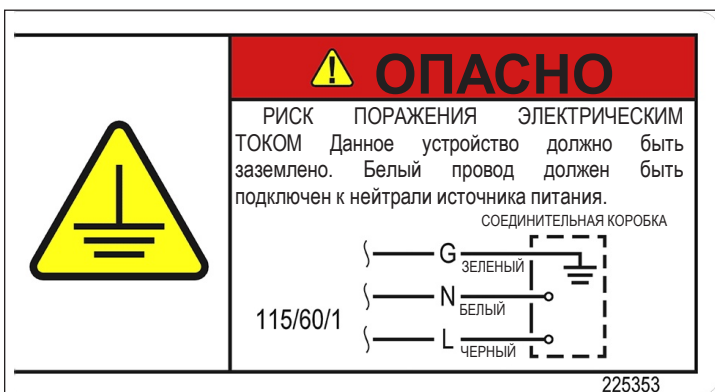 ОПАСНО
РИСК ПОРАЖЕНИЯ ЭЛЕКТРИЧЕСКИМ
ТОКОМ Данное устройство должно быть
заземлено. Белый провод должен быть
подключен к нейтрали источника питания.
СОЕДИНИТЕЛЬНАЯ КОРОБКА
G ЗЕЛЕНЫЙ
N БЕЛЫЙ
115/60/1
L ЧЕРНЫЙ
225353